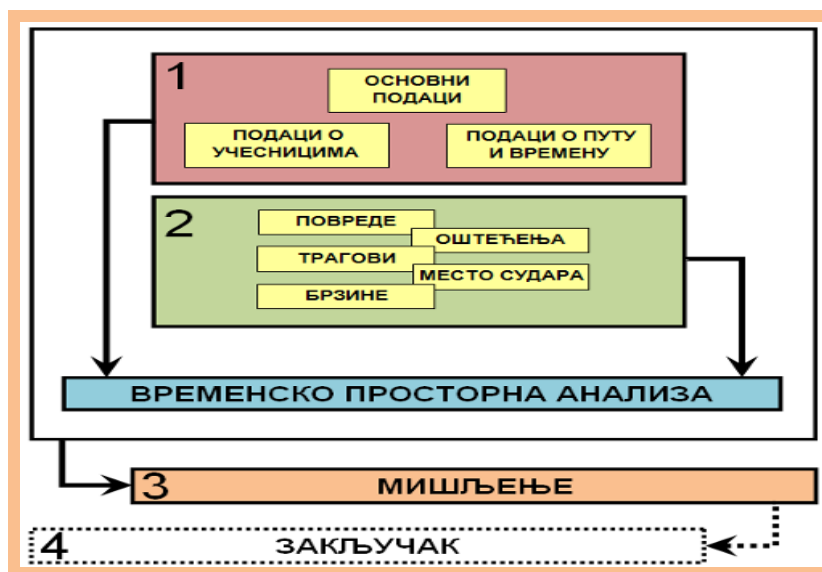 1
ОСНОВНИ
ПОДАЦИ
ПОДАЦИ О
УЧЕСНИЦИМА
ПОДАЦИ О ПУТУ
И ВРЕМЕНУ
2
ПОВРЕДЕ
ОШТЕЋЕЊА
ТРАГОВИ
МЕСТО СУДАРА
БРЗИНЕ
ВРЕМЕНСКО ПРОСТОРНА АНАЛИЗА
3 МИШЉЕЊЕ
4 ЗАКЉУЧАК